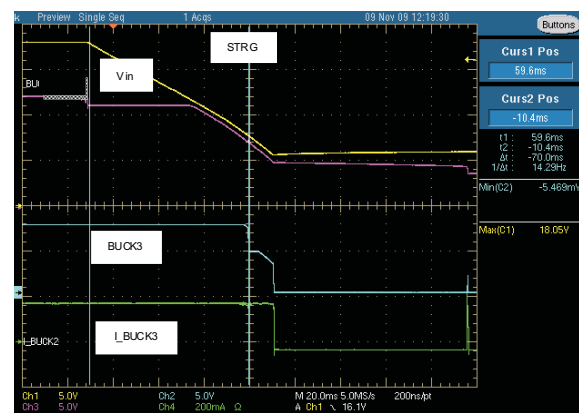 k Preview Single Seq 1 Acqs 09 Nov 09 12:19:30
Buttons
STRG
Curs1 Pos
59.6ms
Vin
_BU
Curs2 Pos
-10.4ms
t1 : 59.6ms
t2 : -10.4ms
Δt : -70.0ms
1/Δt : 14.29Hz
Min(C2) -5.469mV
Max(C1) 18.05V
BUCK3
I_BUCK3
I_BUCK2
Ch1 5.0V Ch2 5.0V M 20.0ms 5.0MS/s 200ns/pt
Ch3 5.0V Ch4 200mA Ω A Ch1 ∖ 16.1V